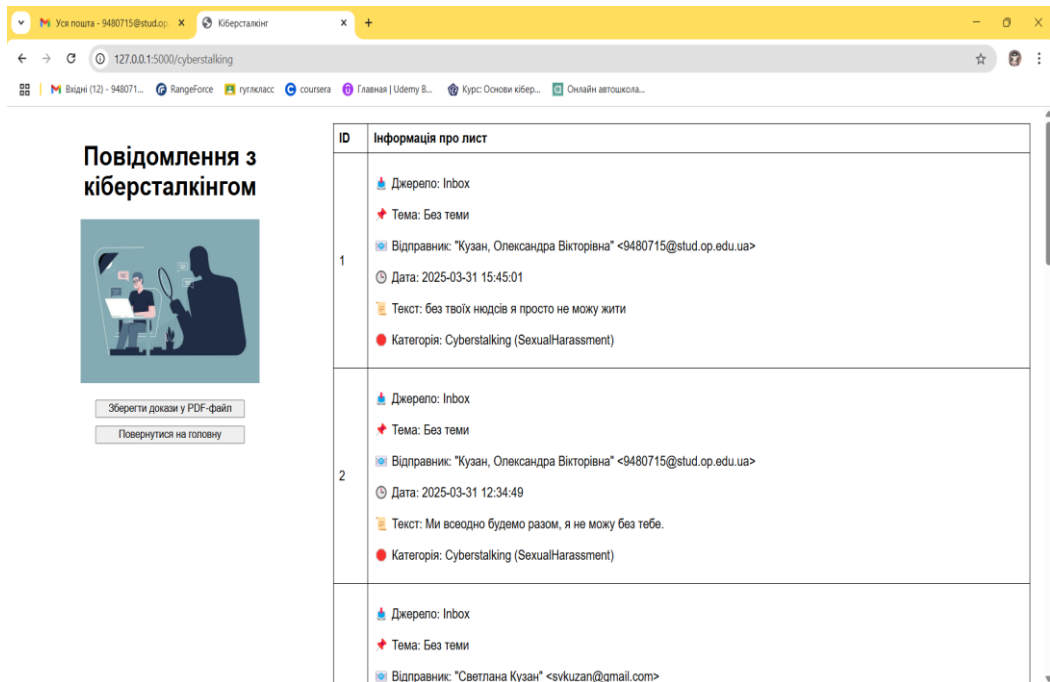 Уся пошта - 9480715@stud.op.
Кіберсталкінг
127.0.0.1:5000/cyberstalking
Вхідні (12) - 948071...
RangeForce
гуглкласс
coursera
Главная | Udemy B...
Курс: Основи кібер...
Онлайн автошкола...
Повідомлення з
кіберсталкінгом
Зберегти докази у PDF-файл
Повернутися на головну
ID Інформація про лист
1
Джерело: Inbox
Тема: Без теми
Відправник: "Кузан, Олександра Вікторівна" <9480715@stud.op.edu.ua>
Дата: 2025-03-31 15:45:01
Текст: без твоїх нюдсів я просто не можу жити
Категорія: Cyberstalking (SexualHarassment)
2
Джерело: Inbox
Тема: Без теми
Відправник: "Кузан, Олександра Вікторівна" <9480715@stud.op.edu.ua>
Дата: 2025-03-31 12:34:49
Текст: Ми всеодно будемо разом, я не можу без тебе.
Категорія: Cyberstalking (SexualHarassment)
Джерело: Inbox
Тема: Без теми
Відправник: "Светлана Кузан" <svkuzan@gmail.com>